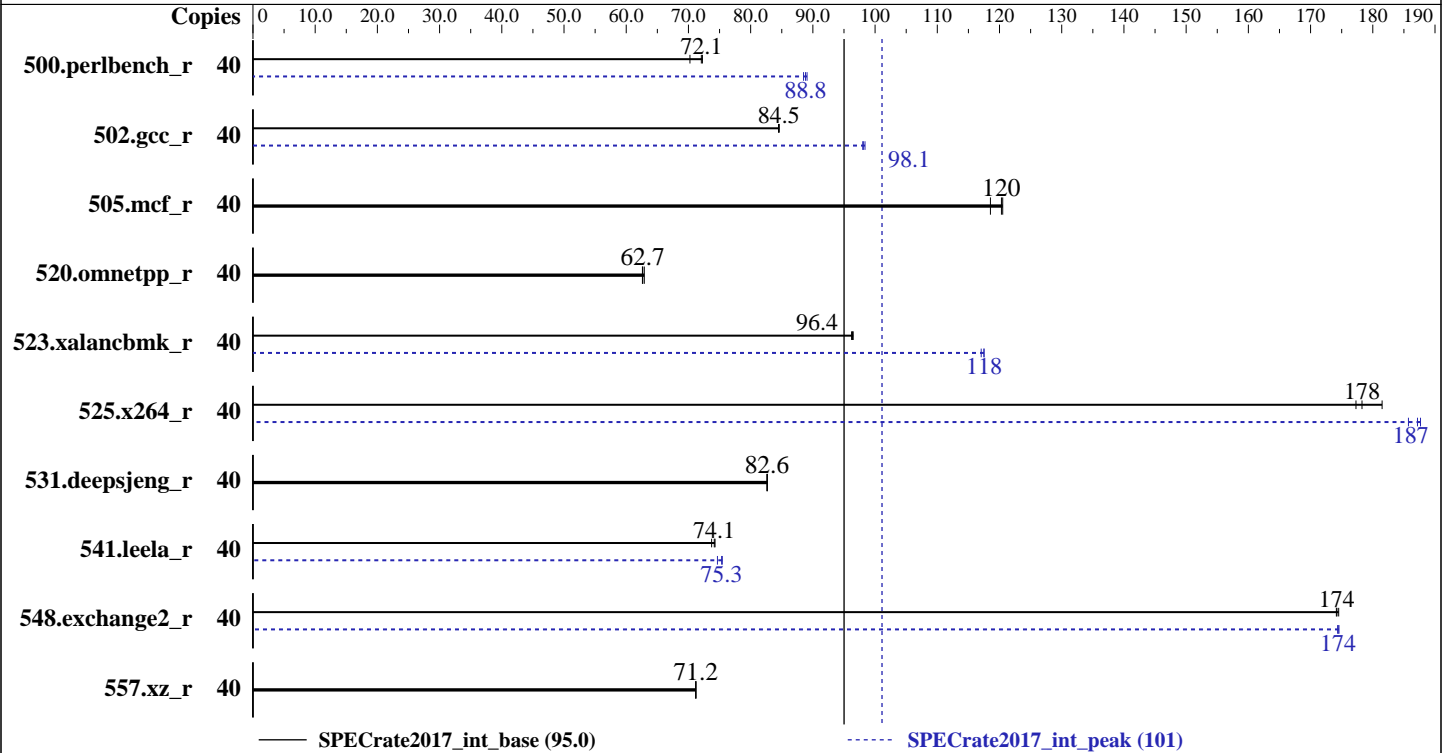 Copies 0 10.0 20.0 30.0 40.0 50.0 60.0 70.0 80.0 90.0 100 110 120 130 140 150 160 170 180 190
72.1
500.perlbench_r 40
88.8
84.5
502.gcc_r 40
98.1
120
505.mcf_r 40
62.7
520.omnetpp_r 40
96.4
523.xalancbmk_r 40
118
178
525.x264_r 40
187
82.6
531.deepsjeng_r 40
74.1
541.leela_r 40
75.3
174
548.exchange2_r 40
174
71.2
557.xz_r 40
SPECrate2017_int_base (95.0) SPECrate2017_int_peak (101)